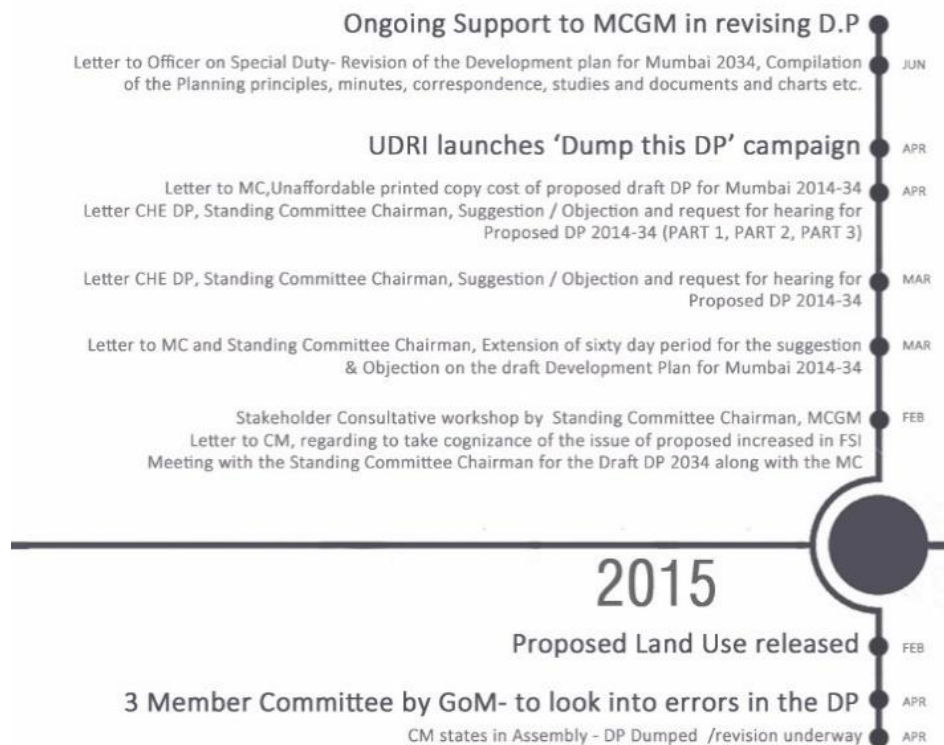 Ongoing Support to MCGM in revising D.P
Letter to Officer on Special Duty- Revision of the Development plan for Mumbai 2034, Compilation JUN
of the Planning principles, minutes, correspondence, studies and documents and charts etc.
UDRI launches ‘Dump this DP’ campaign APR
Letter to MC,Unaffordable printed copy cost of proposed draft DP for Mumbai 2014-34 APR
Letter CHE DP, Standing Committee Chairman, Suggestion / Objection and request for hearing for
Proposed DP 2014-34 (PART 1, PART 2, PART 3)
Letter CHE DP, Standing Committee Chairman, Suggestion / Objection and request for hearing for MAR
Proposed DP 2014-34
Letter to MC and Standing Committee Chairman, Extension of sixty day period for the suggestion MAR
& Objection on the draft Development Plan for Mumbai 2014-34
Stakeholder Consultative workshop by Standing Committee Chairman, MCGM FEB
Letter to CM, regarding to take cognizance of the issue of proposed increased in FSI
Meeting with the Standing Committee Chairman for the Draft DP 2034 along with the MC
2015
Proposed Land Use released FEB
3 Member Committee by GoM- to look into errors in the DP APR
CM states in Assembly - DP Dumped /revision underway APR